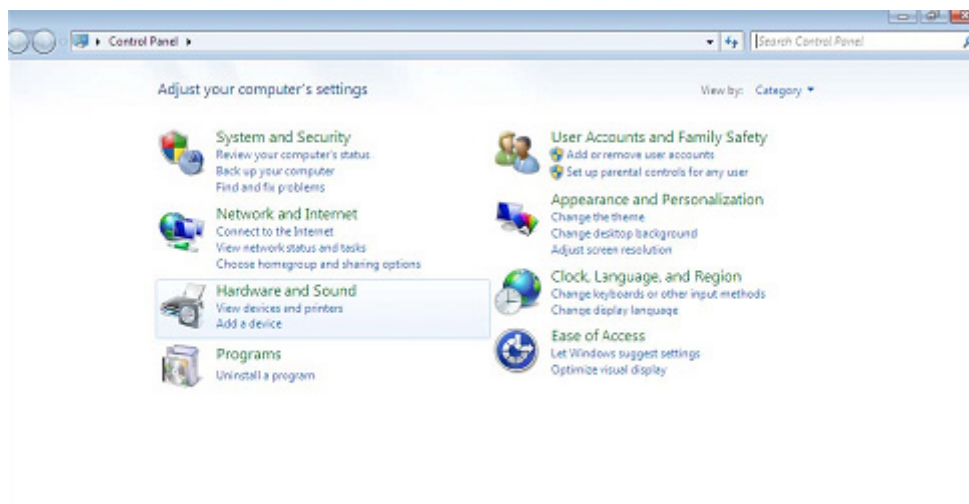 Control Panel
Search Control Panel
Adjust your computer's settings
View by: Category
System and Security
Review your computer's status
Back up your computer
Find and fix problems
Network and Internet
Connect to the Internet
View network status and tasks
Choose homegroup and sharing options
Hardware and Sound
View devices and printers
Add a device
Programs
Uninstall a program
User Accounts and Family Safety
Add or remove user accounts
Set up parental controls for any user
Appearance and Personalization
Change the theme
Change desktop background
Adjust screen resolution
Clock, Language, and Region
Change keyboards or other input methods
Change display language
Ease of Access
Let Windows suggest settings
Optimize visual display